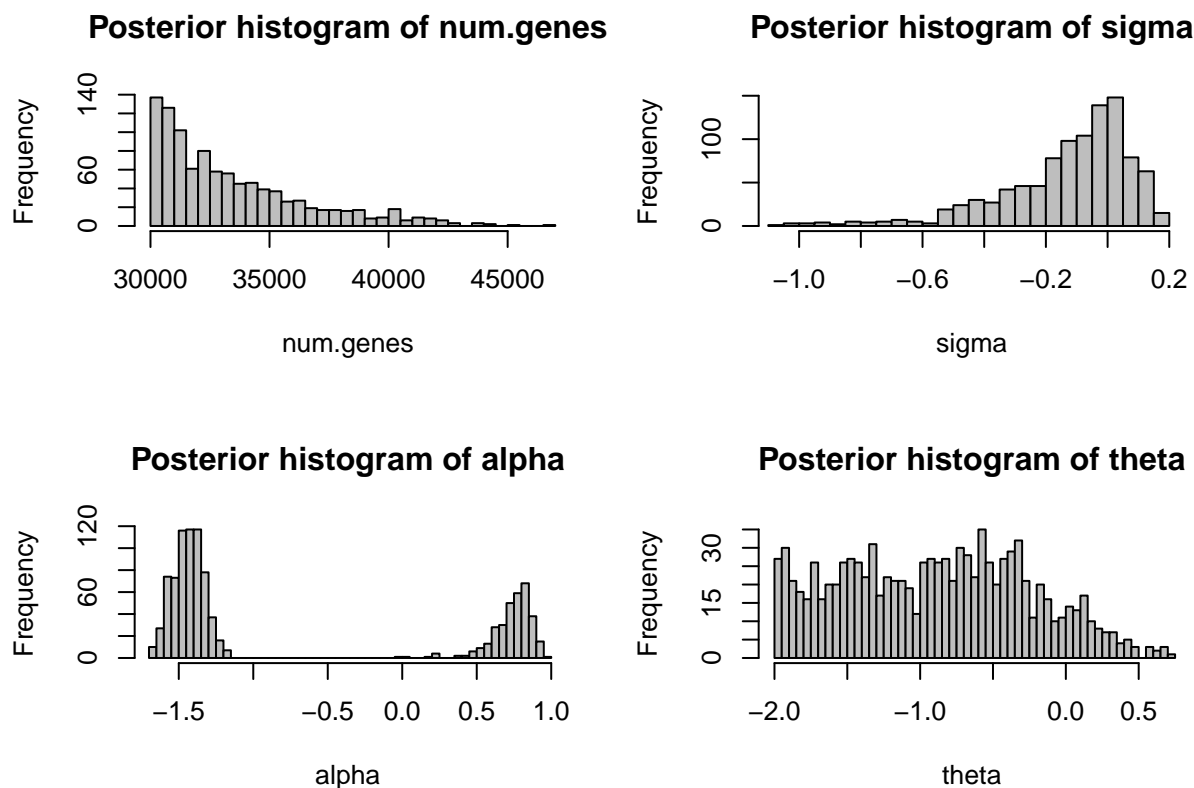 Posterior histogram of num.genes
Frequency
0
60
140
30000 35000 40000 45000
num.genes
Posterior histogram of sigma
Frequency
0
100
−1.0 −0.6 −0.2 0.2
sigma
Posterior histogram of alpha
Frequency
0
60
120
−1.5 −0.5 0.0 0.5 1.0
alpha
Posterior histogram of theta
Frequency
0
15
30
−2.0 −1.0 0.0 0.5
theta